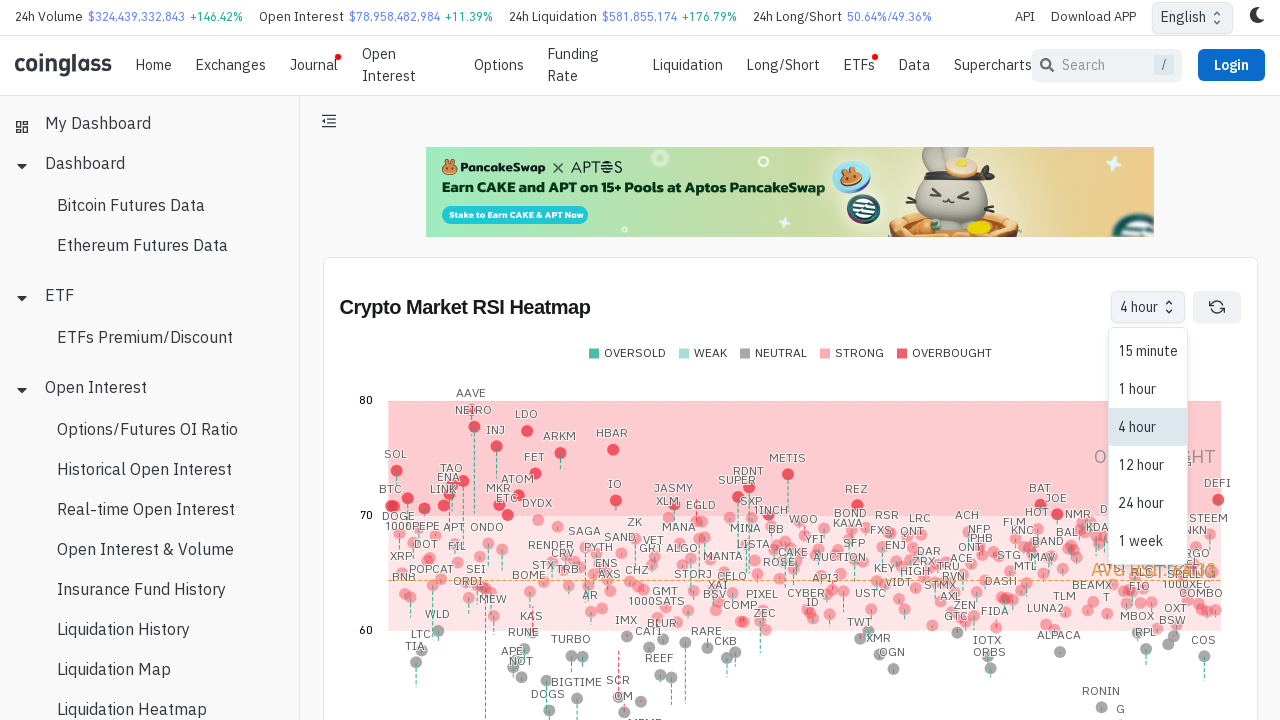 24h Volume $324,439,332,843 +146.42% Open Interest $78,958,482,984 +11.39% 24h Liquidation $581,855,174 +176.79% 24h Long/Short 50.64%/49.36% API Download APP English
coinglass Home Exchanges Journal Open Interest Options Funding Rate Liquidation Long/Short ETFs Data Supercharts Search / Login
My Dashboard
Dashboard
Bitcoin Futures Data
Ethereum Futures Data
ETF
ETFs Premium/Discount
Open Interest
Options/Futures OI Ratio
Historical Open Interest
Real-time Open Interest
Open Interest & Volume
Insurance Fund History
Liquidation History
Liquidation Map
Liquidation Heatmap
PancakeSwap × APTOS
Earn CAKE and APT on 15+ Pools at Aptos PancakeSwap
Stake to Earn CAKE & APT Now
Crypto Market RSI Heatmap
4 hour
15 minute
1 hour
4 hour
12 hour
24 hour
1 week
OVERSOLD WEAK NEUTRAL STRONG OVERBOUGHT
80
70
60
AAVE
NEIRO LDO
INJ ARKM HBAR
SOL TAO FET METIS
ENA ATOM IO RDNT
SUPER DEFI
BTC LINK MKR JASMY REZ BAT
ETC DYDX XLM EGLD SXP JOE
DOGE 1INCH BOND RSR LRC ACH HOT NMR STEEM
1000PEPE APT ONDO SAGA ZK MANA MINA BB WOO KAVA FLM
DOT FIL RENDER SAND VET LISTA YFI SFP FXS QNT NFP KNC BAL
XRP CRV PYTH GRT ALGO MANTA CAKE AUCTION ENJ DAR PHB BAND
BNB POPCAT SEI STX TRB ENS CHZ ROSE KEY ZRX ACE STG MAV
ORDI BOME AXS STORJ CELO API3 HIGH TRU MTL
MEW AR GMT XAI VIDT RVN DASH BEAMX FIO 1000XEC
1000SATS BSV PIXEL CYBER USTC STMX AXL TLM COMBO
WLD KAS COMP ID ZEN LUNA2 OXT
LTC RUNE IMX BLUR ZEC TWT GTC FIDA MBOX BSW
TIA TURBO CATI RARE CKB XMR IOTX ALPACA RPL COS
NOT REEF OGN ORBS
BIGTIME SCR
DOGS OM RONIN
G